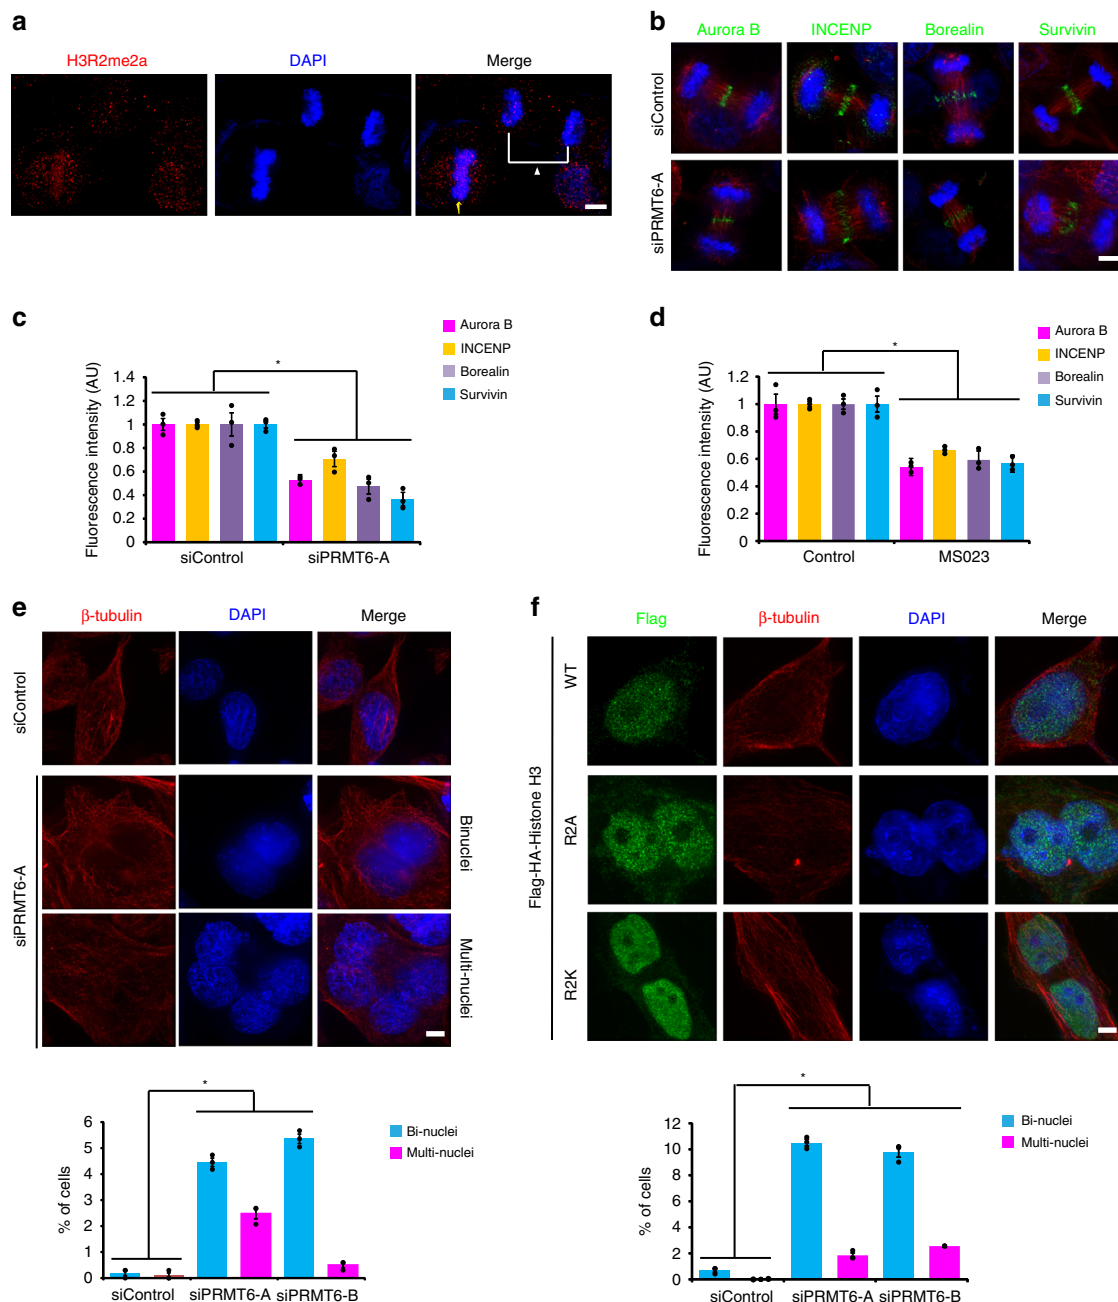 a
H3R2me2a DAPI Merge
b
Aurora B INCENP Borealin Survivin
siControl
siPRMT6-A
c
Aurora B
INCENP
Borealin
Survivin
*
Fluorescence intensity (AU)
1.4
1.2
1
0.8
0.6
0.4
0.2
0
siControl siPRMT6-A
d
Aurora B
INCENP
Borealin
Survivin
*
Fluorescence intensity (AU)
1.2
1
0.8
0.6
0.4
0.2
0
Control MS023
e
β-tubulin DAPI Merge
siControl
siPRMT6-A
Binuclei
Multi-nuclei
*
% of cells
6
5
4
3
2
1
0
Bi-nuclei
Multi-nuclei
siControl siPRMT6-A siPRMT6-B
f
Flag β-tubulin DAPI Merge
Flag-HA-Histone H3
WT
R2A
R2K
*
% of cells
12
10
8
6
4
2
0
Bi-nuclei
Multi-nuclei
siControl siPRMT6-A siPRMT6-B